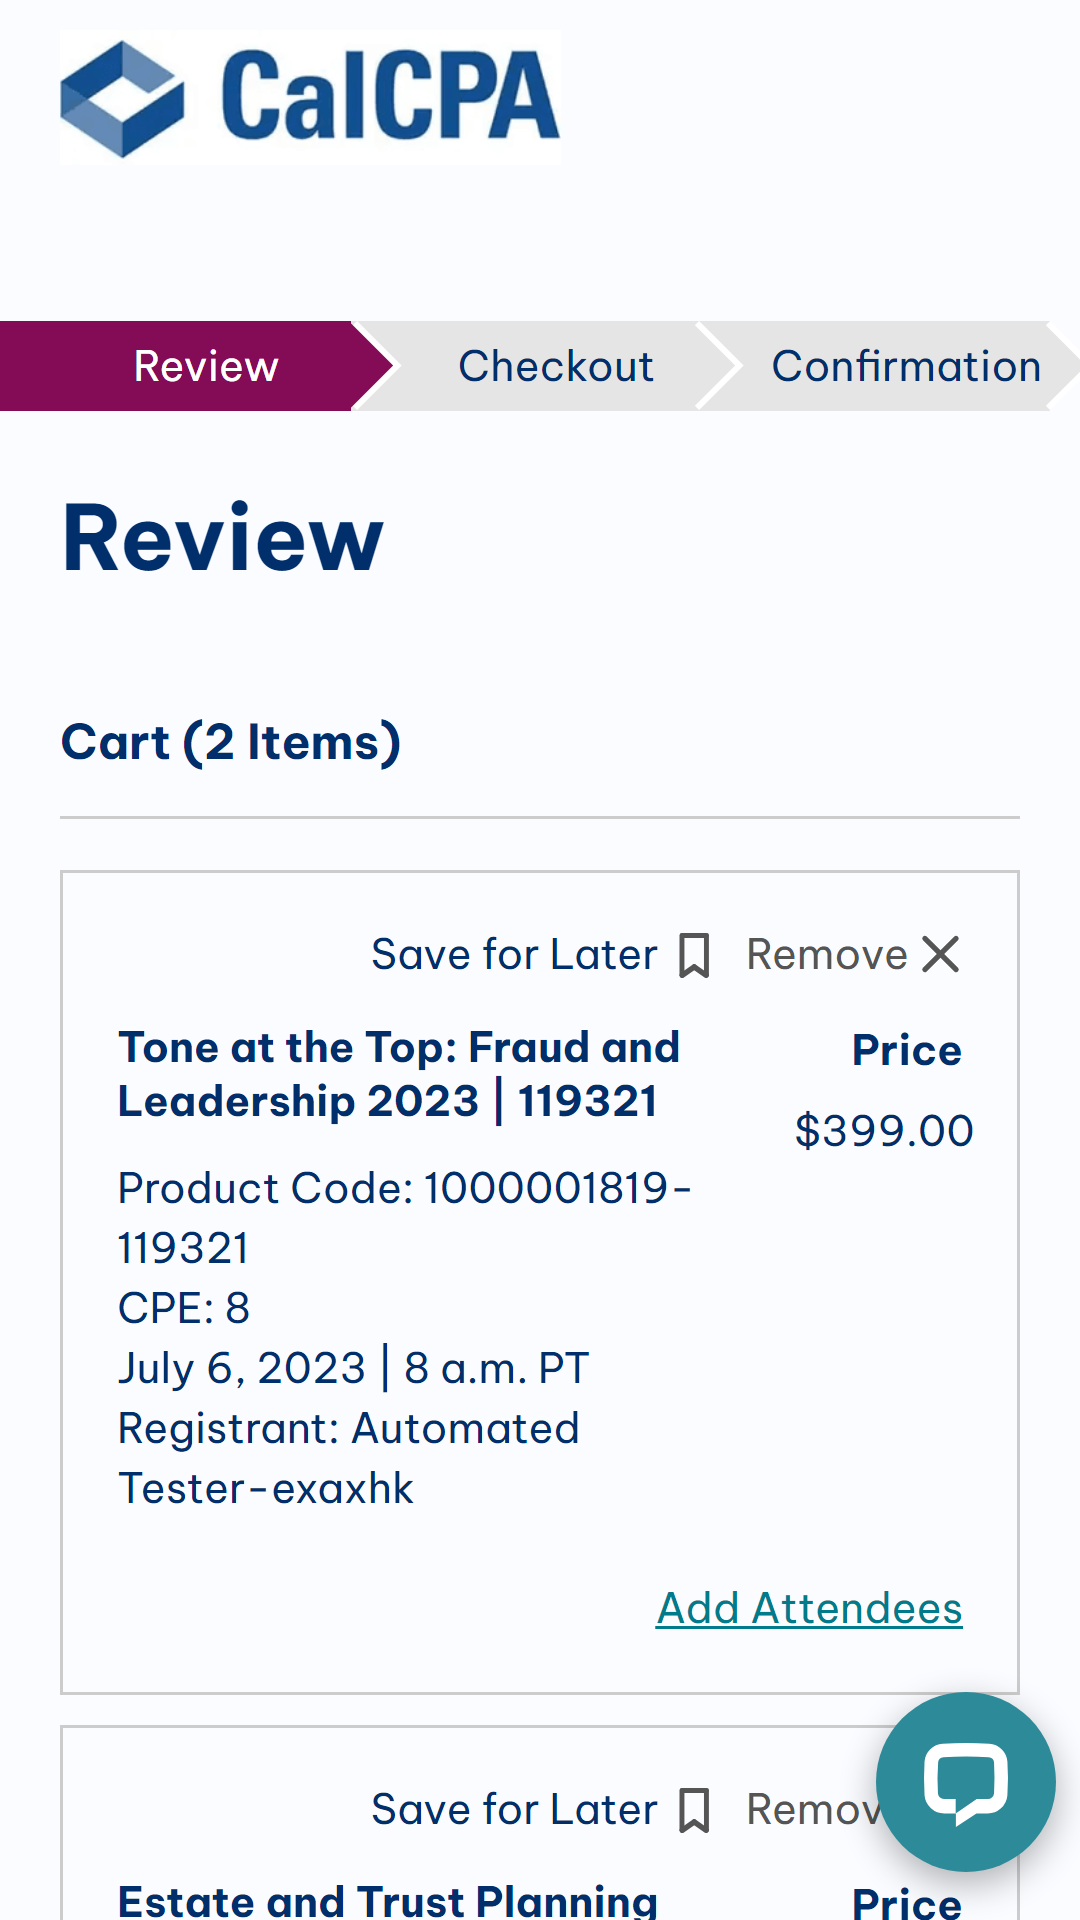 CalCPA
Review
Checkout
Confirmation
Review
Cart (2 Items)
Save for Later
Remove
Tone at the Top: Fraud and
Leadership 2023 | 119321
Price
$399.00
Product Code: 1000001819-
119321
CPE: 8
July 6, 2023 | 8 a.m. PT
Registrant: Automated
Tester-exaxhk
Add Attendees
Save for Later
Remov
Estate and Trust Planning
Price